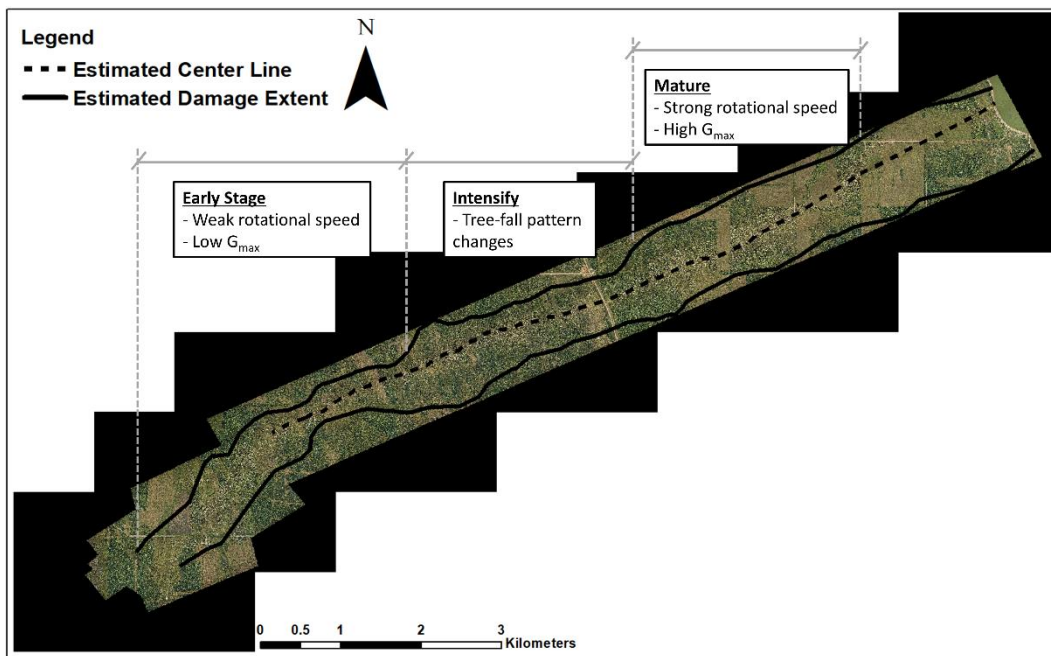 Legend
Estimated Center Line
Estimated Damage Extent
N
Early Stage
- Weak rotational speed
- Low Gmax
Intensify
- Tree-fall pattern
changes
Mature
- Strong rotational speed
- High Gmax
0 0.5 1 2 3
Kilometers